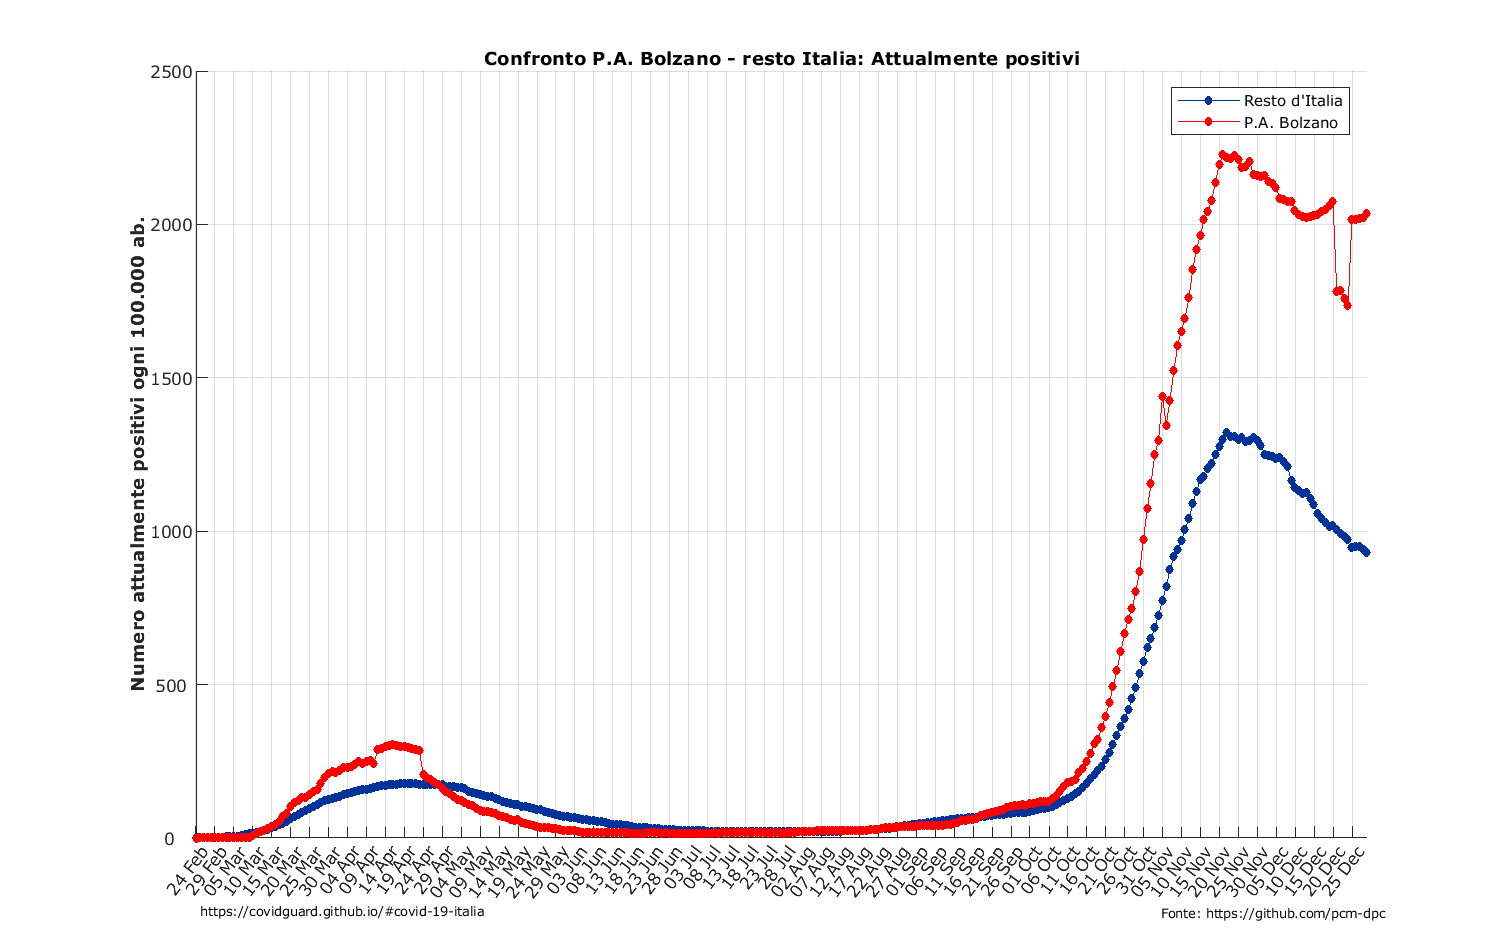 Confronto P.A. Bolzano - resto Italia: Attualmente positivi
Numero attualmente positivi ogni 100.000 ab.
2500
2000
1500
1000
500
0
Resto d'Italia
P.A. Bolzano
24 Feb
29 Feb
05 Mar
10 Mar
15 Mar
20 Mar
25 Mar
30 Mar
04 Apr
09 Apr
14 Apr
19 Apr
24 Apr
29 Apr
04 May
09 May
14 May
19 May
24 May
29 May
03 Jun
08 Jun
13 Jun
18 Jun
23 Jun
28 Jun
03 Jul
08 Jul
13 Jul
18 Jul
23 Jul
28 Jul
02 Aug
07 Aug
12 Aug
17 Aug
22 Aug
27 Aug
01 Sep
06 Sep
11 Sep
16 Sep
21 Sep
26 Sep
01 Oct
06 Oct
11 Oct
16 Oct
21 Oct
26 Oct
31 Oct
05 Nov
10 Nov
15 Nov
20 Nov
25 Nov
30 Nov
05 Dec
10 Dec
15 Dec
20 Dec
25 Dec
https://covidguard.github.io/#covid-19-italia
Fonte: https://github.com/pcm-dpc